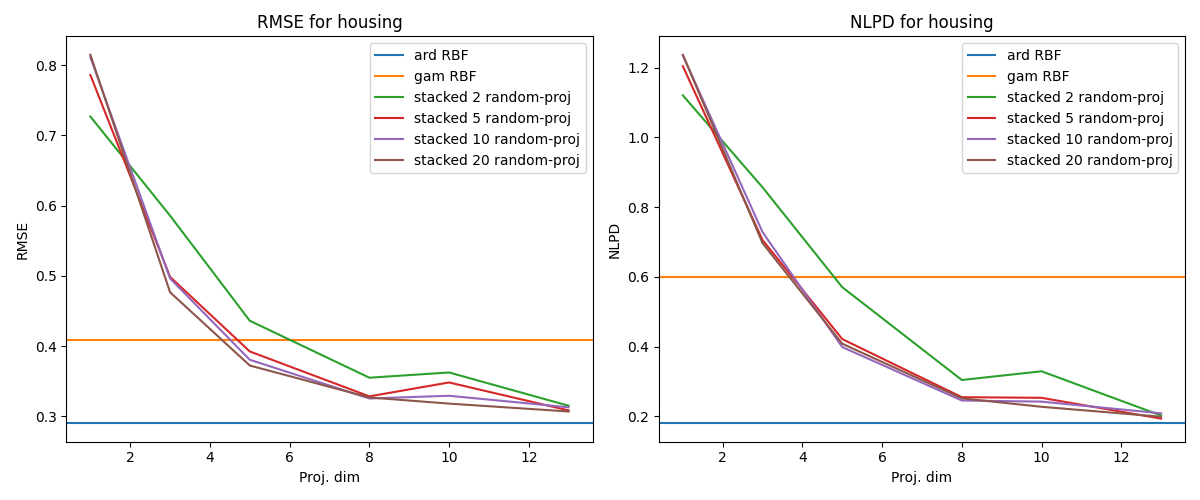 RMSE for housing
ard RBF
gam RBF
stacked 2 random-proj
stacked 5 random-proj
stacked 10 random-proj
stacked 20 random-proj
0.8
0.7
0.6
0.5
0.4
0.3
RMSE
2 4 6 8 10 12
Proj. dim
NLPD for housing
ard RBF
gam RBF
stacked 2 random-proj
stacked 5 random-proj
stacked 10 random-proj
stacked 20 random-proj
1.2
1.0
0.8
0.6
0.4
0.2
NLPD
2 4 6 8 10 12
Proj. dim